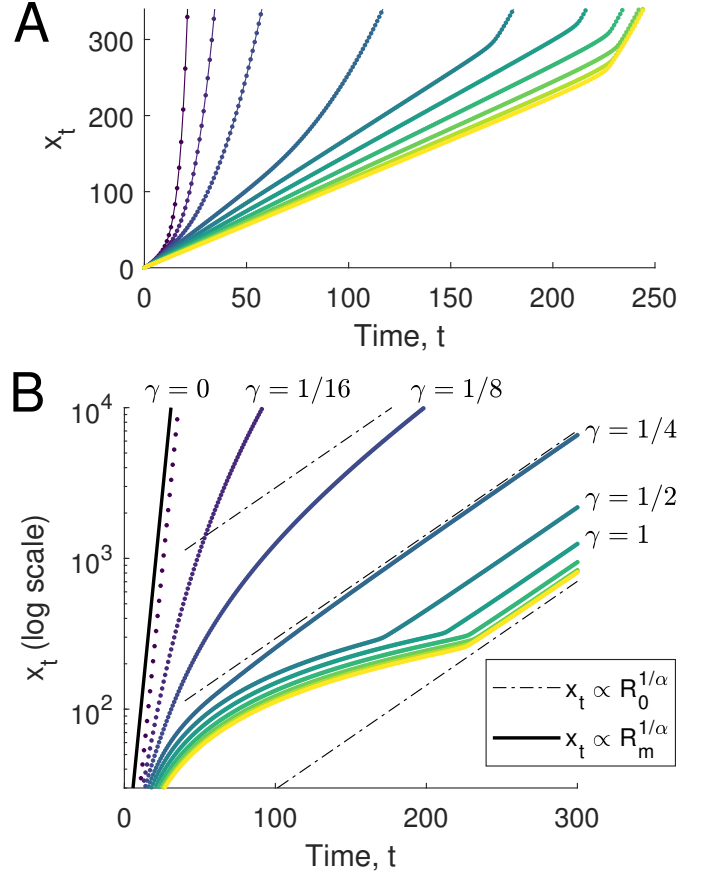 A
300
200
100
0
x_t
0 50 100 150 200 250
Time, t
B
γ = 0 γ = 1/16 γ = 1/8
10^4
γ = 1/4
γ = 1/2
γ = 1
10^3
10^2
x_t (log scale)
x_t ∝ R_0^{1/α}
x_t ∝ R_m^{1/α}
0 100 200 300
Time, t